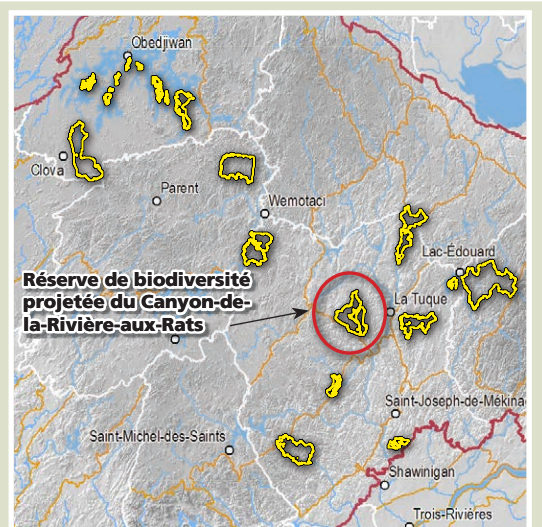 Obedjiwan
Clova
Parent
Wemotaci
Lac-Édouard
Réserve de biodiversité
projetée du Canyon-de-
la-Rivière-aux-Rats
La Tuque
Saint-Joseph-de-Mékina
Saint-Michel-des-Saints
Shawinigan
Trois-Rivières